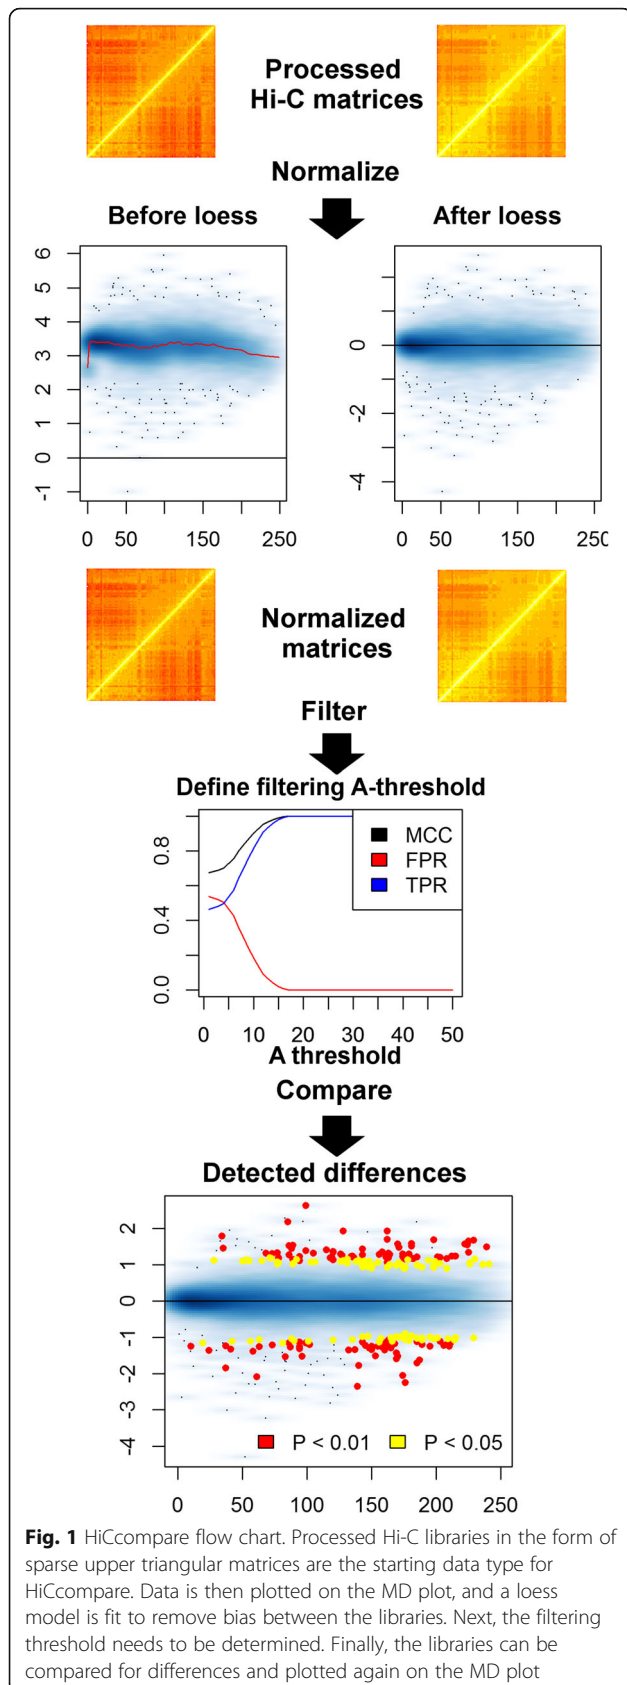 Processed
Hi-C matrices
Normalize
Before loess
After loess
6
5
4
3
2
1
0
-1
0 50 150 250
0
-2
-4
0 50 150 250
Normalized
matrices
Filter
Define filtering A-threshold
0.8
0.4
0.0
MCC
FPR
TPR
0 10 20 30 40 50
A threshold
Compare
Detected differences
2
1
0
-1
-2
-3
-4
P < 0.01 P < 0.05
0 50 100 150 200 250
Fig. 1 HiCcompare flow chart. Processed Hi-C libraries in the form of
sparse upper triangular matrices are the starting data type for
HiCcompare. Data is then plotted on the MD plot, and a loess
model is fit to remove bias between the libraries. Next, the filtering
threshold needs to be determined. Finally, the libraries can be
compared for differences and plotted again on the MD plot